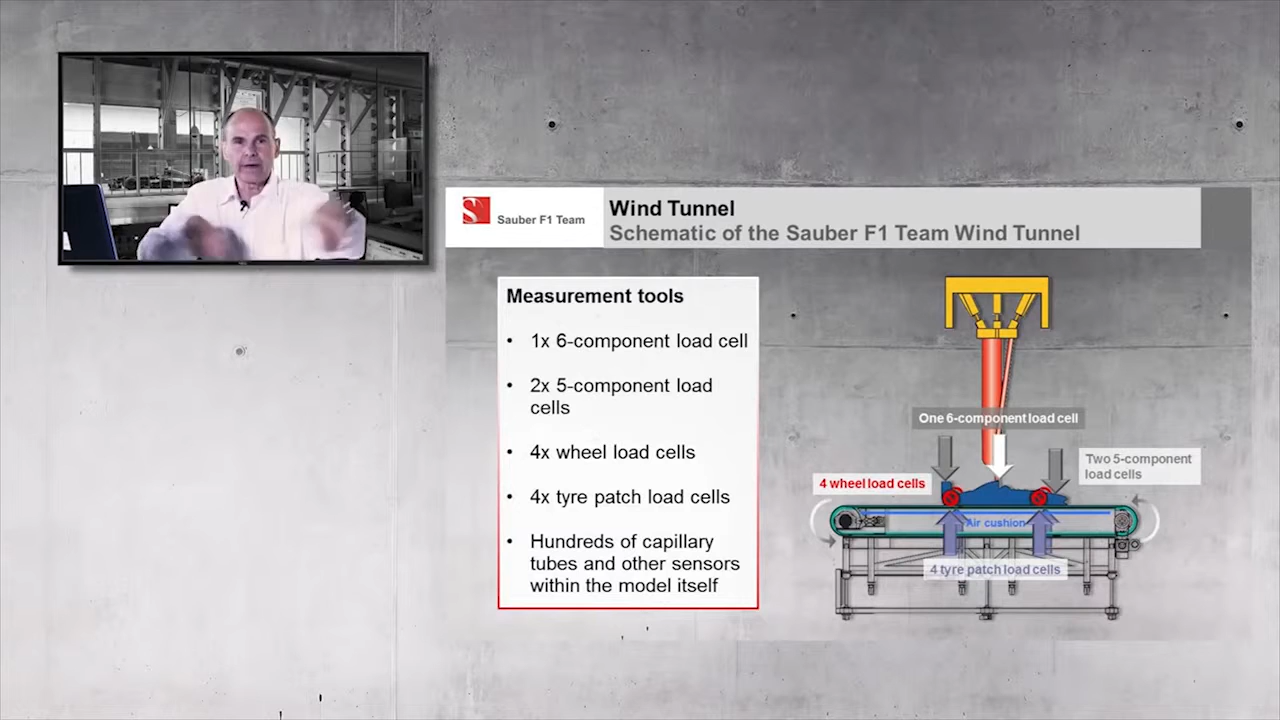 Sauber F1 Team
Wind Tunnel
Schematic of the Sauber F1 Team Wind Tunnel
Measurement tools
• 1x 6-component load cell
• 2x 5-component load
cells
• 4x wheel load cells
• 4x tyre patch load cells
• Hundreds of capillary
tubes and other sensors
within the model itself
One 6-component load cell
Two 5-component
load cells
4 wheel load cells
Air cushion
4 tyre patch load cells